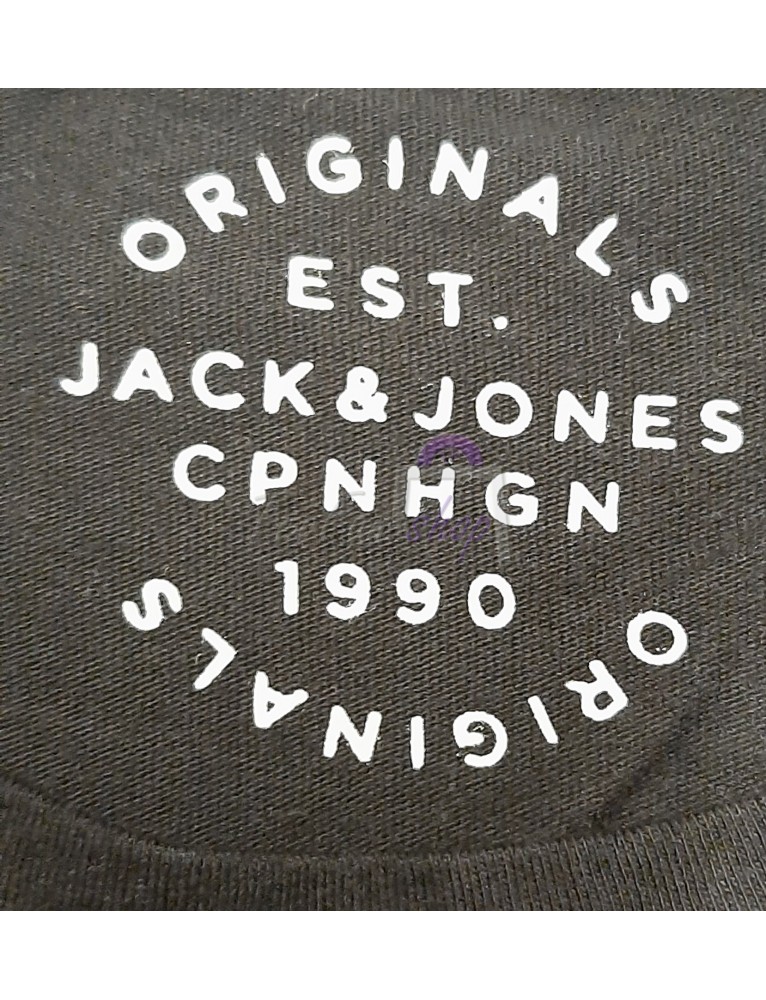 ORIGINALS
EST.
JACK&JONES
CPNHGN
1990
ORIGINALS